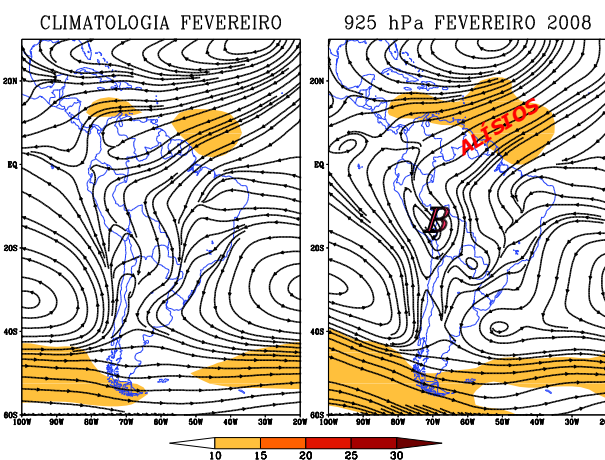 CLIMATOLOGIA FEVEREIRO
925 hPa FEVEREIRO 2008
20N
EQ
20S
40S
60S
100W 90W 80W 70W 60W 50W 40W 30W 20W
20N
EQ
20S
40S
60S
100W 90W 80W 70W 60W 50W 40W 30W 20W
ALÍSIOS
B
10 15 20 25 30